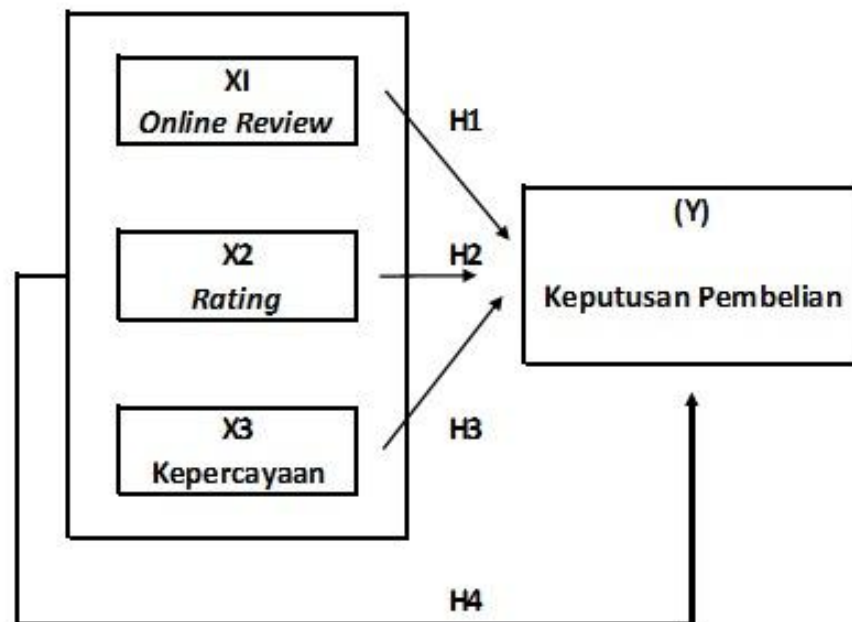 XI
Online Review
H1
(Y)
X2
Rating
H2
Keputusan Pembelian
X3
Kepercayaan
H3
H4